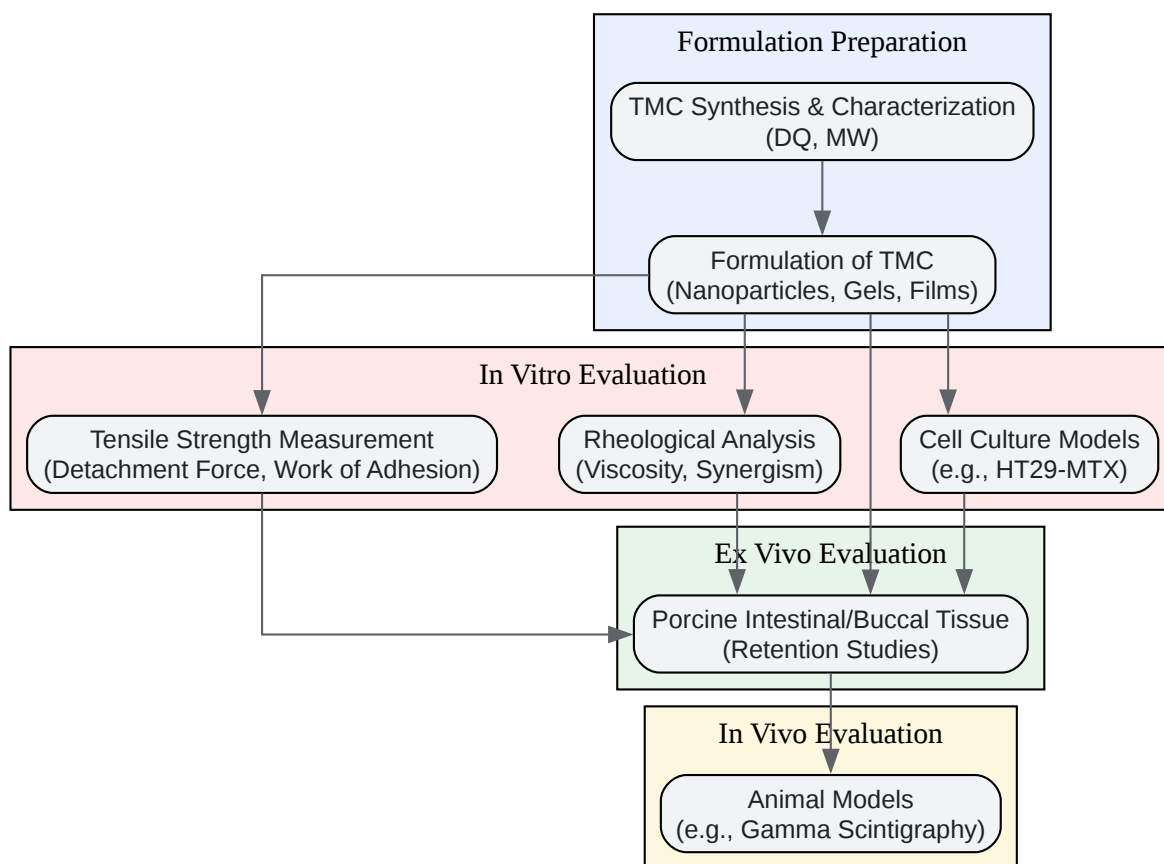 Formulation Preparation
TMC Synthesis & Characterization
(DQ, MW)
Formulation of TMC
(Nanoparticles, Gels, Films)
In Vitro Evaluation
Tensile Strength Measurement
(Detachment Force, Work of Adhesion)
Rheological Analysis
(Viscosity, Synergism)
Cell Culture Models
(e.g., HT29-MTX)
Ex Vivo Evaluation
Porcine Intestinal/Buccal Tissue
(Retention Studies)
In Vivo Evaluation
Animal Models
(e.g., Gamma Scintigraphy)